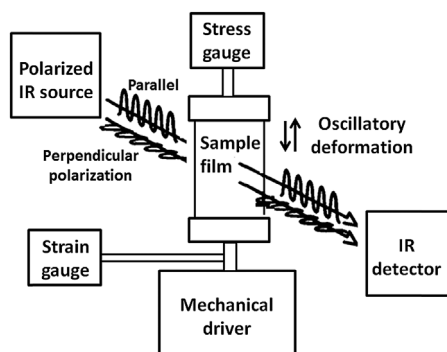 Stress
gauge
Polarized
IR source
Parallel
Perpendicular
polarization
Sample
film
Oscillatory
deformation
Strain
gauge
IR
detector
Mechanical
driver